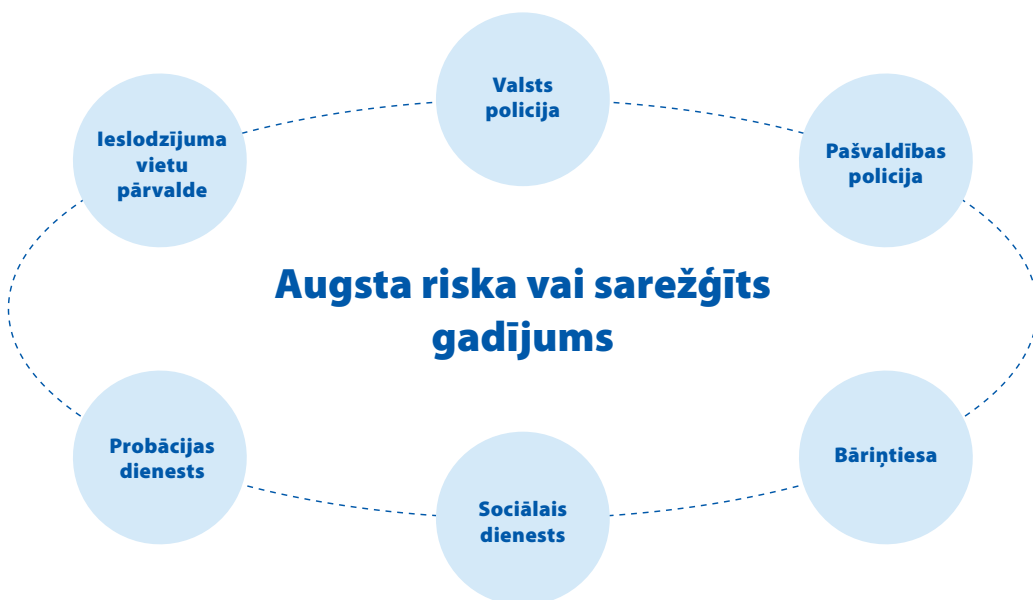 Valsts
policija
Ieslodzījuma
vietu
pārvalde
Pašvaldības
policija
Augsta riska vai sarežģīts
gadījums
Probācijas
dienests
Sociālais
dienests
Bāriņtiesa